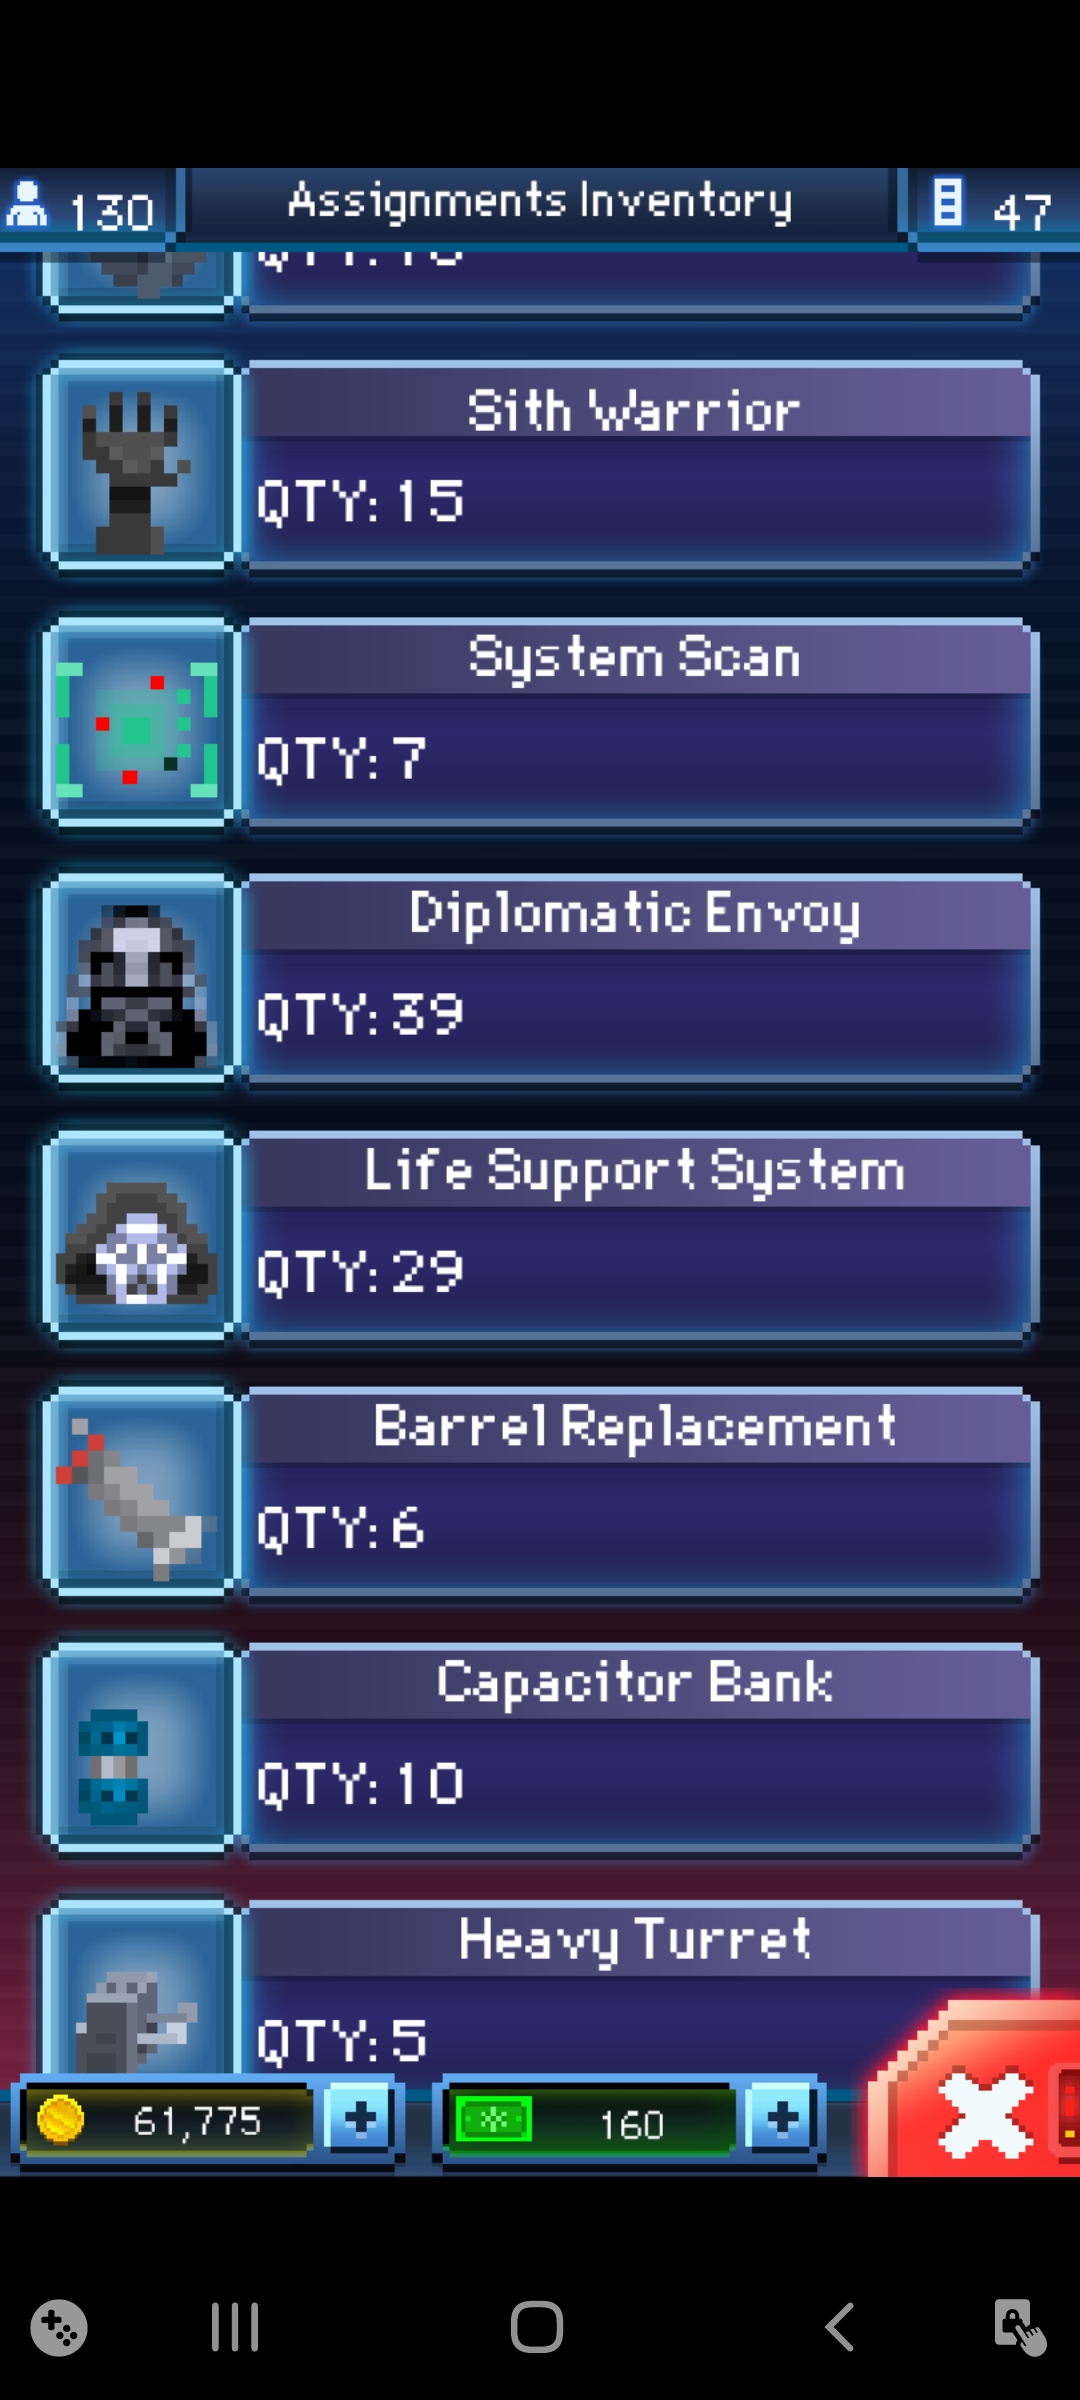 130
Assignments Inventory
47
Sith Warrior
QTY: 15
System Scan
QTY: 7
Diplomatic Envoy
QTY: 39
Life Support System
QTY: 29
Barrel Replacement
QTY: 6
Capacitor Bank
QTY: 10
Heavy Turret
QTY: 5
61,775
160